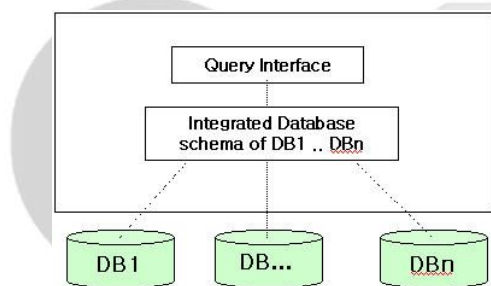 Query Interface
Integrated Database
schema of DB1 .. DBn
DB1
DB...
DBn